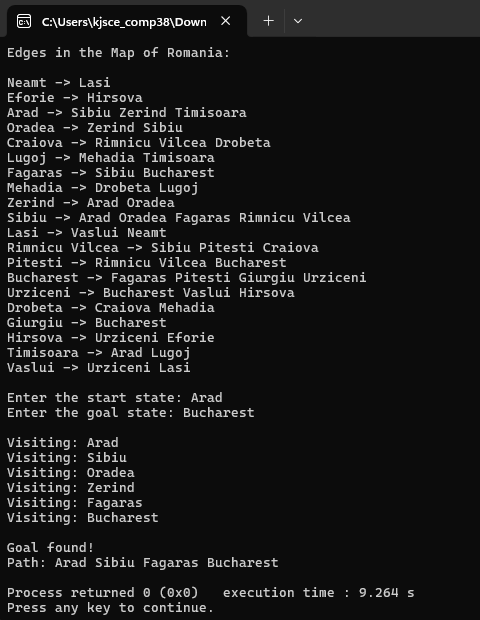 C:\Users\kjsce_comp38\Down
Edges in the Map of Romania:
Neamt -> Lasi
Eforie -> Hirsova
Arad -> Sibiu Zerind Timisoara
Oradea -> Zerind Sibiu
Craiova -> Rimnicu Vilcea Drobeta
Lugoj -> Mehadia Timisoara
Fagaras -> Sibiu Bucharest
Mehadia -> Drobeta Lugoj
Zerind -> Arad Oradea
Sibiu -> Arad Oradea Fagaras Rimnicu Vilcea
Lasi -> Vaslui Neamt
Rimnicu Vilcea -> Sibiu Pitesti Craiova
Pitesti -> Rimnicu Vilcea Bucharest
Bucharest -> Fagaras Pitesti Giurgiu Urziceni
Urziceni -> Bucharest Vaslui Hirsova
Drobeta -> Craiova Mehadia
Giurgiu -> Bucharest
Hirsova -> Urziceni Eforie
Timisoara -> Arad Lugoj
Vaslui -> Urziceni Lasi
Enter the start state: Arad
Enter the goal state: Bucharest
Visiting: Arad
Visiting: Sibiu
Visiting: Oradea
Visiting: Zerind
Visiting: Fagaras
Visiting: Bucharest
Goal found!
Path: Arad Sibiu Fagaras Bucharest
Process returned 0 (0x0)   execution time : 9.264 s
Press any key to continue.